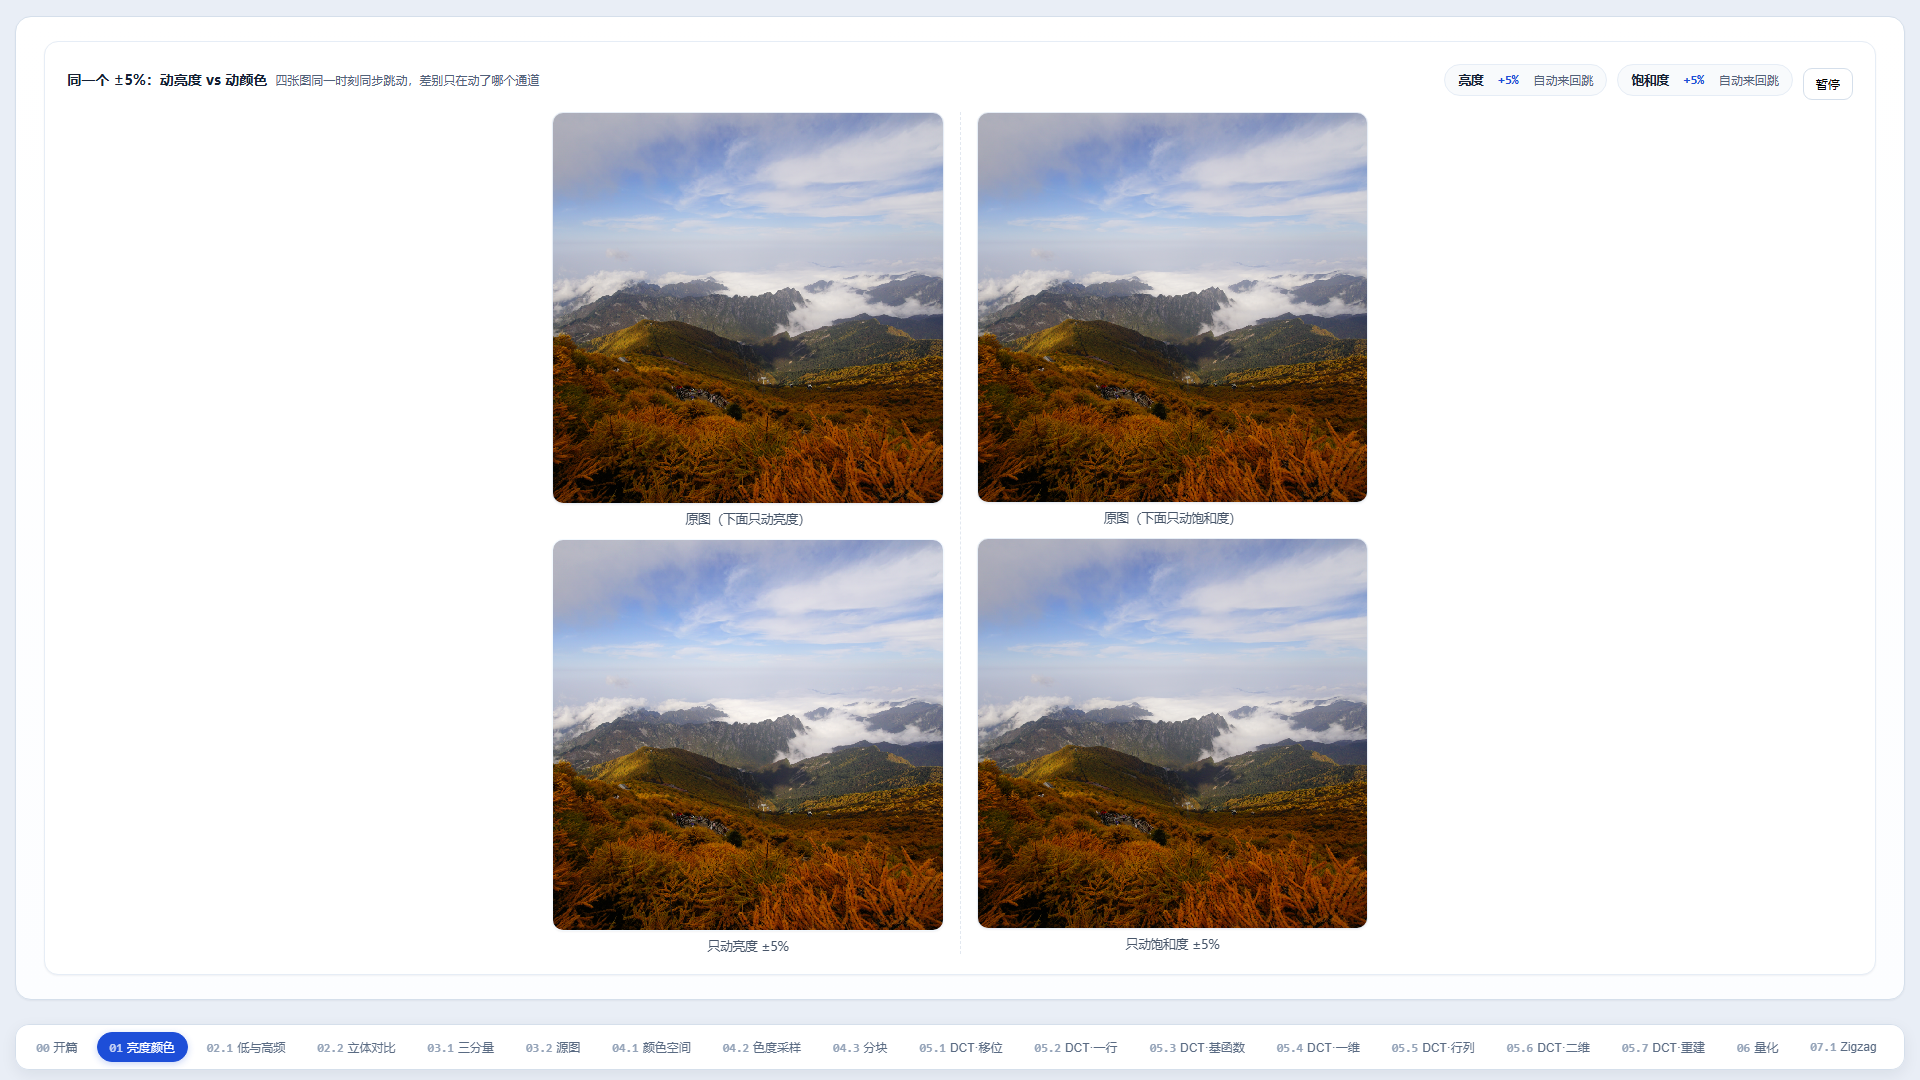 同一个 ±5%：动亮度 vs 动颜色 四张图同一时刻同步跳动，差别只在动了哪个通道
亮度 +5% 自动来回跳
饱和度 +5% 自动来回跳
暂停
原图（下面只动亮度）
原图（下面只动饱和度）
只动亮度 ±5%
只动饱和度 ±5%
00 开篇
01 亮度颜色
02.1 低与高频
02.2 立体对比
03.1 三分量
03.2 源图
04.1 颜色空间
04.2 色度采样
04.3 分块
05.1 DCT·移位
05.2 DCT·一行
05.3 DCT·基函数
05.4 DCT·一维
05.5 DCT·行列
05.6 DCT·二维
05.7 DCT·重建
06 量化
07.1 Zigzag